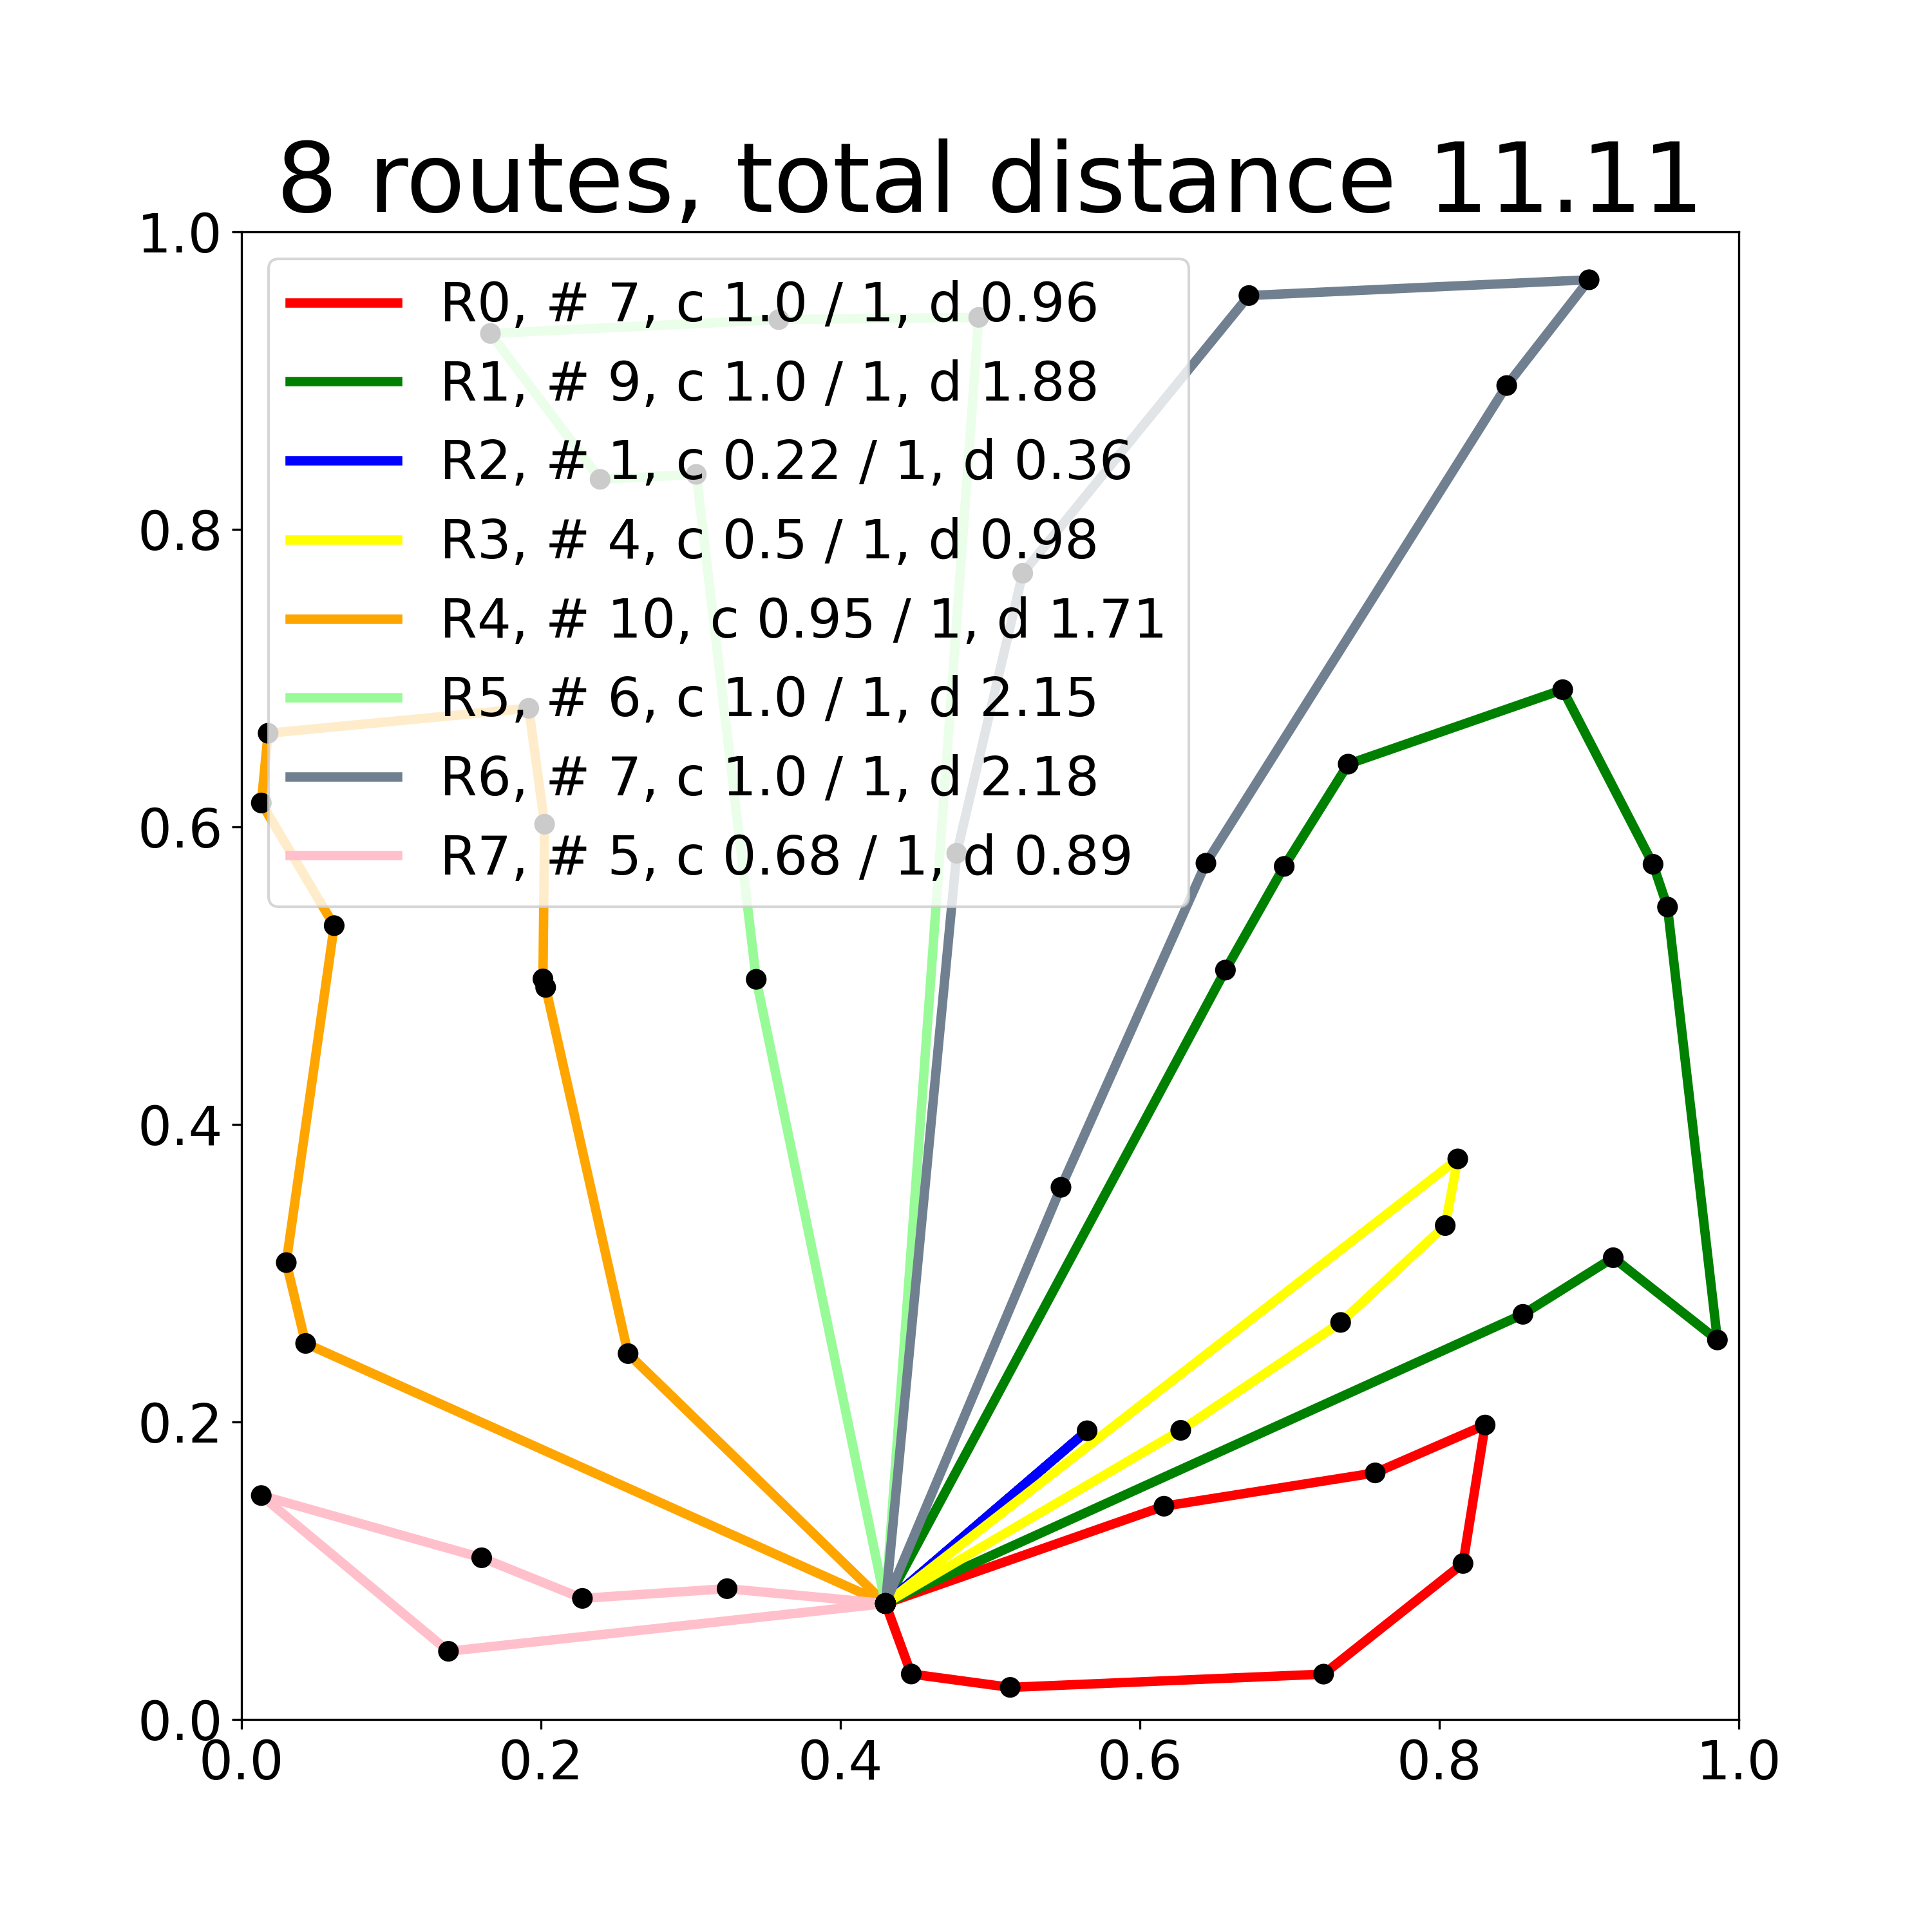 8 routes, total distance 11.11
1.0
0.8
0.6
0.4
0.2
0.0
R0, # 7, c 1.0 / 1, d 0.96
R1, # 9, c 1.0 / 1, d 1.88
R2, # 1, c 0.22 / 1, d 0.36
R3, # 4, c 0.5 / 1, d 0.98
R4, # 10, c 0.95 / 1, d 1.71
R5, # 6, c 1.0 / 1, d 2.15
R6, # 7, c 1.0 / 1, d 2.18
R7, # 5, c 0.68 / 1, d 0.89
0.0 0.2 0.4 0.6 0.8 1.0